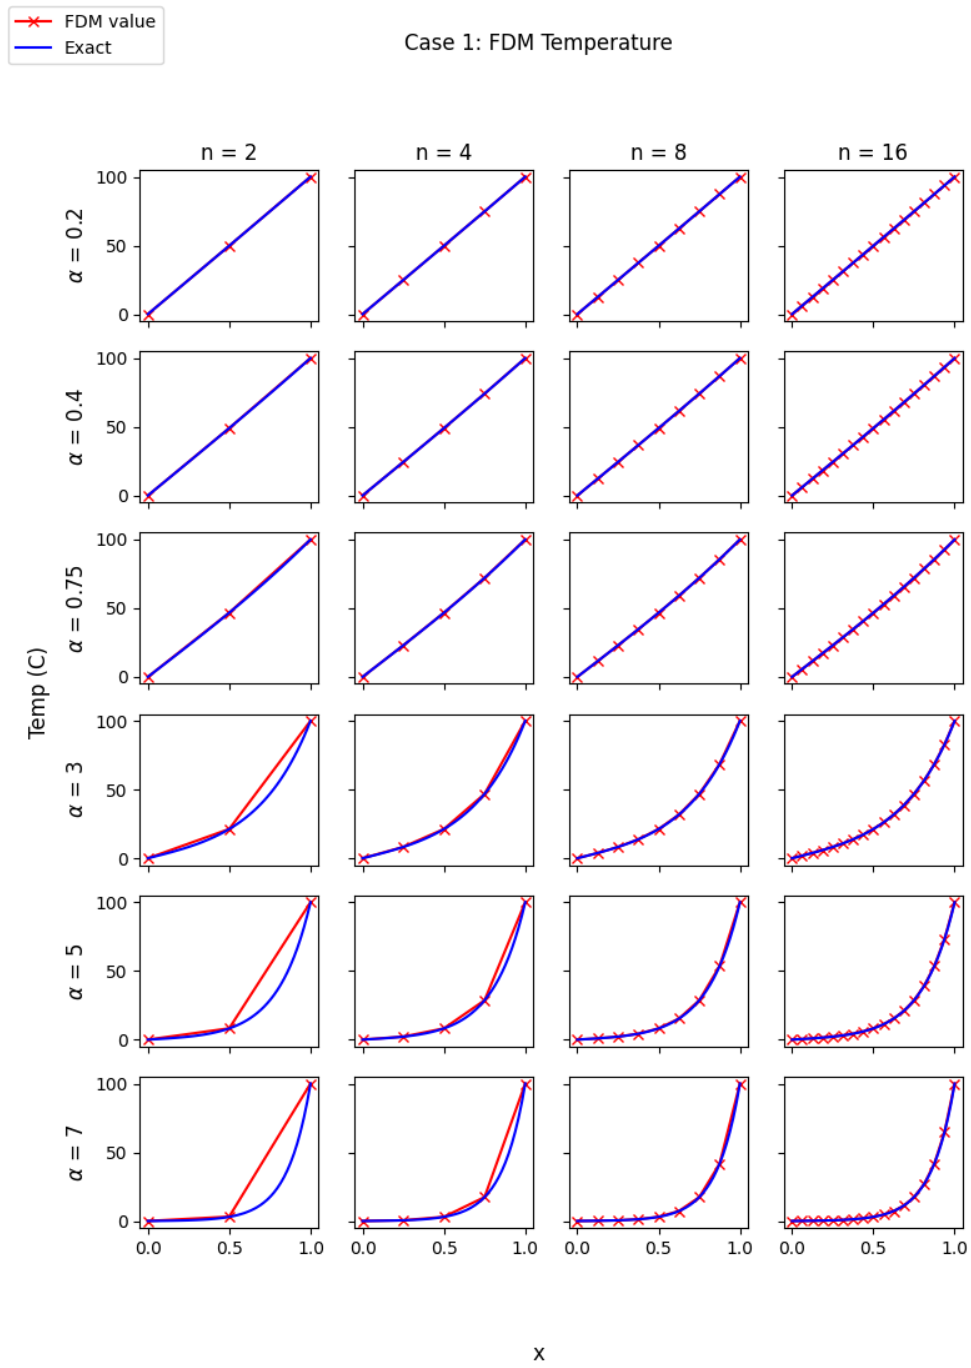 FDM value
Exact
Case 1: FDM Temperature
n = 2 n = 4 n = 8 n = 16
α = 0.2
100
50
0
α = 0.4
100
50
0
α = 0.75
100
50
0
Temp (C)
α = 3
100
50
0
α = 5
100
50
0
α = 7
100
50
0
0.0 0.5 1.0 0.0 0.5 1.0 0.0 0.5 1.0 0.0 0.5 1.0
x